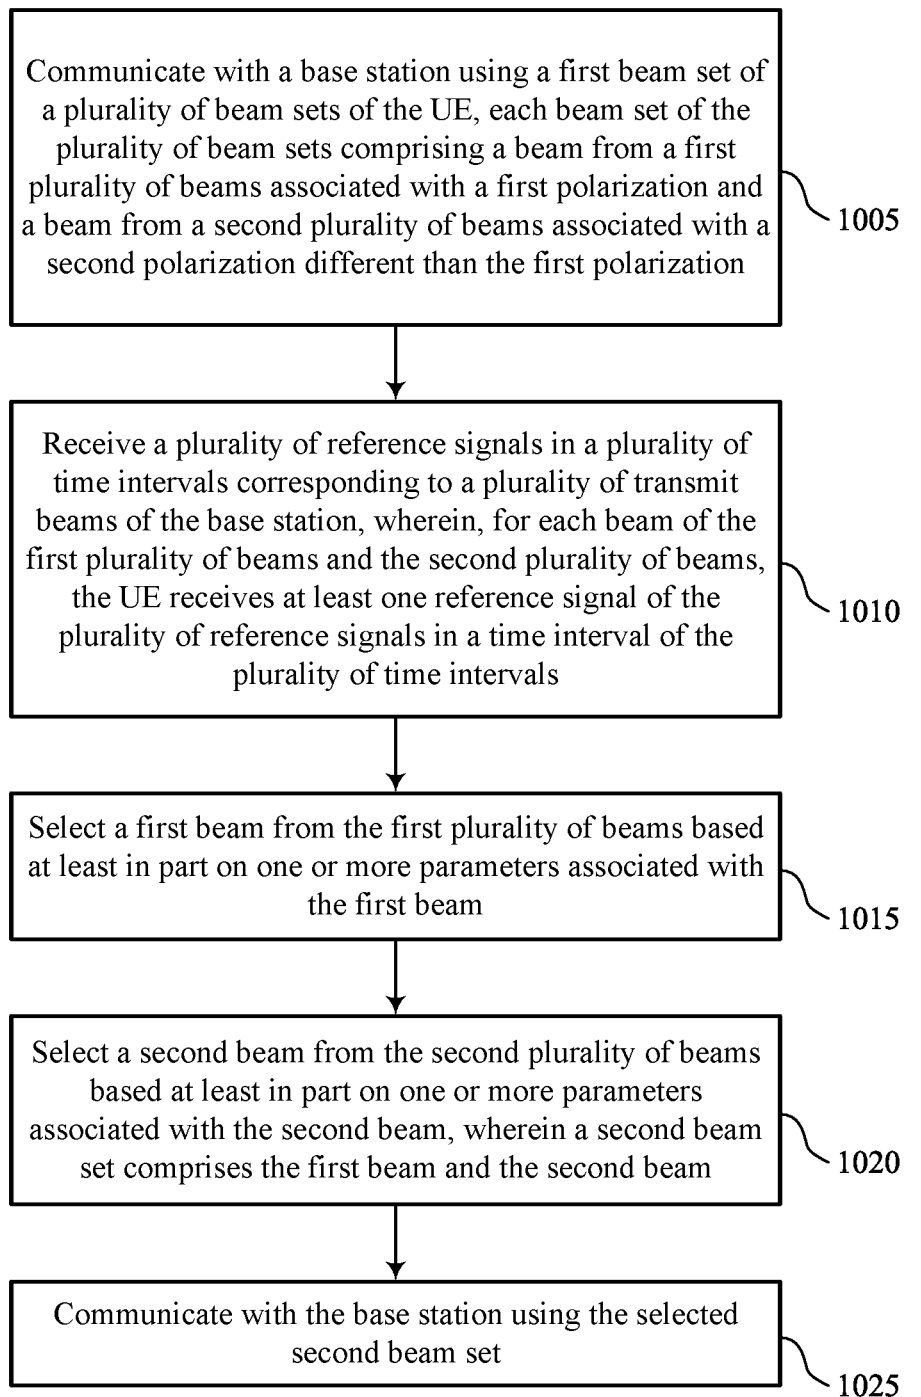 Communicate with a base station using a first beam set of
a plurality of beam sets of the UE, each beam set of the
plurality of beam sets comprising a beam from a first
plurality of beams associated with a first polarization and
a beam from a second plurality of beams associated with a
second polarization different than the first polarization
1005
Receive a plurality of reference signals in a plurality of
time intervals corresponding to a plurality of transmit
beams of the base station, wherein, for each beam of the
first plurality of beams and the second plurality of beams,
the UE receives at least one reference signal of the
plurality of reference signals in a time interval of the
plurality of time intervals
1010
Select a first beam from the first plurality of beams based
at least in part on one or more parameters associated with
the first beam
1015
Select a second beam from the second plurality of beams
based at least in part on one or more parameters
associated with the second beam, wherein a second beam
set comprises the first beam and the second beam
1020
Communicate with the base station using the selected
second beam set
1025